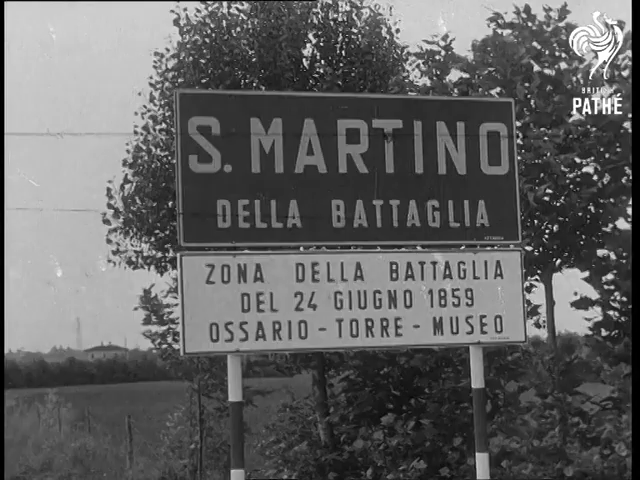 BRITISH
PATHÉ
S. MARTINO
DELLA BATTAGLIA
ZONA DELLA BATTAGLIA
DEL 24 GIUGNO 1859
OSSARIO - TORRE - MUSEO